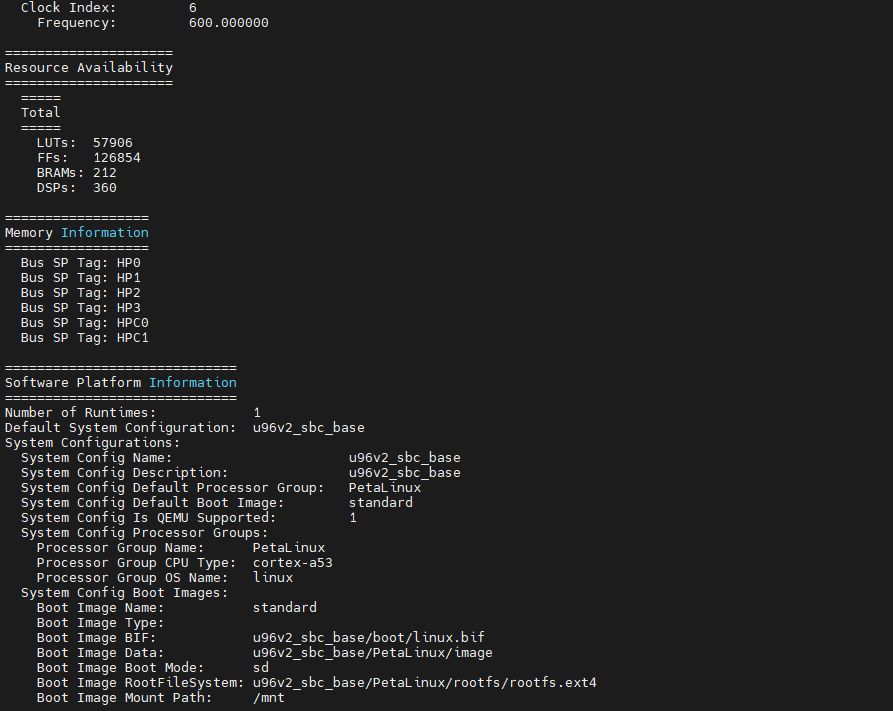 Clock Index: 6
Frequency: 600.000000
=====================
Resource Availability
=====================
=====
Total
=====
LUTs: 57906
FFs: 126854
BRAMs: 212
DSPs: 360
==================
Memory Information
==================
Bus SP Tag: HP0
Bus SP Tag: HP1
Bus SP Tag: HP2
Bus SP Tag: HP3
Bus SP Tag: HPC0
Bus SP Tag: HPC1
=============================
Software Platform Information
=============================
Number of Runtimes: 1
Default System Configuration: u96v2_sbc_base
System Configurations:
System Config Name: u96v2_sbc_base
System Config Description: u96v2_sbc_base
System Config Default Processor Group: PetaLinux
System Config Default Boot Image: standard
System Config Is QEMU Supported: 1
System Config Processor Groups:
Processor Group Name: PetaLinux
Processor Group CPU Type: cortex-a53
Processor Group OS Name: linux
System Config Boot Images:
Boot Image Name: standard
Boot Image Type:
Boot Image BIF: u96v2_sbc_base/boot/linux.bif
Boot Image Data: u96v2_sbc_base/PetaLinux/image
Boot Image Boot Mode: sd
Boot Image RootFileSystem: u96v2_sbc_base/PetaLinux/rootfs/rootfs.ext4
Boot Image Mount Path: /mnt